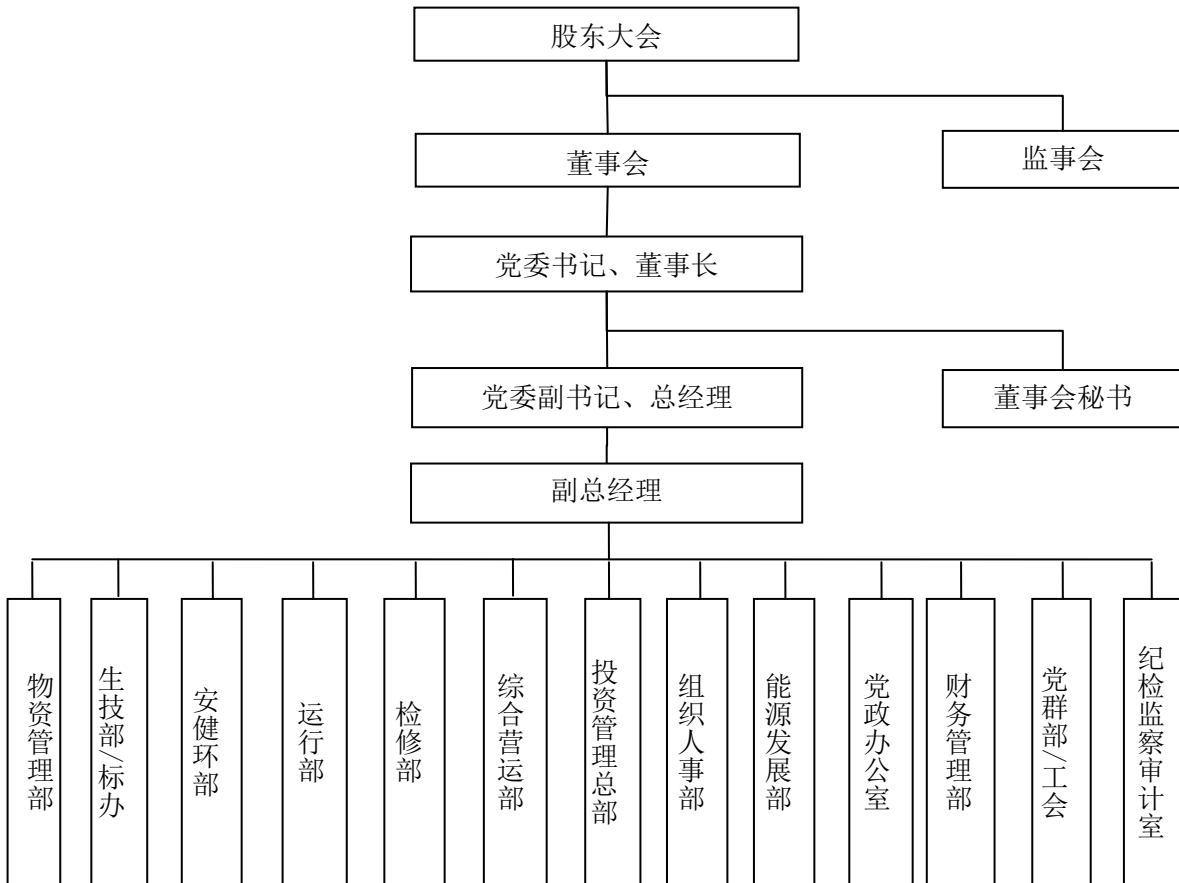 股东大会
董事会
监事会
党委书记、董事长
党委副书记、总经理
董事会秘书
副总经理
物资管理部
生技部/标办
安健环部
运行部
检修部
综合营运部
投资管理总部
组织人事部
能源发展部
党政办公室
财务管理部
党群部/工会
纪检监察审计室